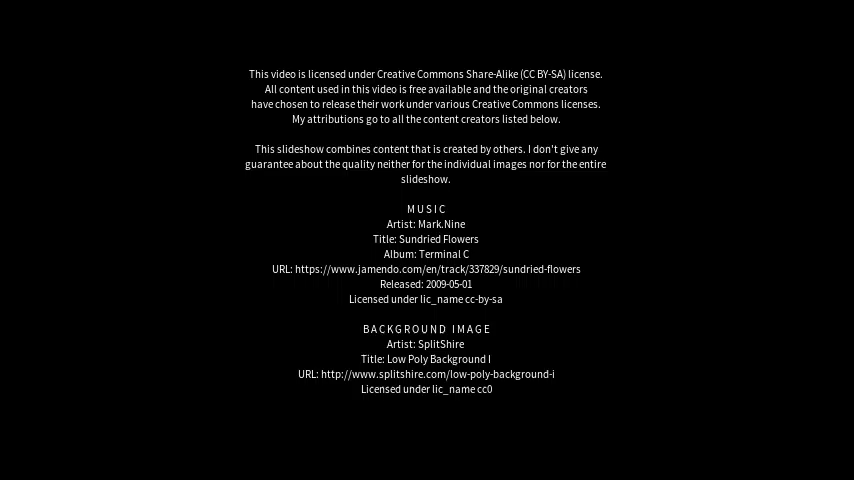 This video is licensed under Creative Commons Share-Alike (CC BY-SA) license.
All content used in this video is free available and the original creators
have chosen to release their work under various Creative Commons licenses.
My attributions go to all the content creators listed below.
This slideshow combines content that is created by others. I don't give any
guarantee about the quality neither for the individual images nor for the entire
slideshow.
MUSIC
Artist: Mark.Nine
Title: Sundried Flowers
Album: Terminal C
URL: https://www.jamendo.com/en/track/337829/sundried-flowers
Released: 2009-05-01
Licensed under lic_name cc-by-sa
BACKGROUND IMAGE
Artist: SplitShire
Title: Low Poly Background I
URL: http://www.splitshire.com/low-poly-background-i
Licensed under lic_name cc0